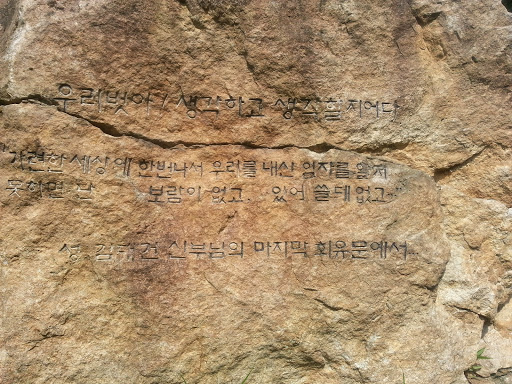 우리벗아! 생각하고 생각할지어다
"가련한 세상에 한번나서 우리를 내신 임자를 알지
못하면 난 보람이 없고. 있어 쓸데없고"
성 김대건 신부님의 마지막 회유문에서...